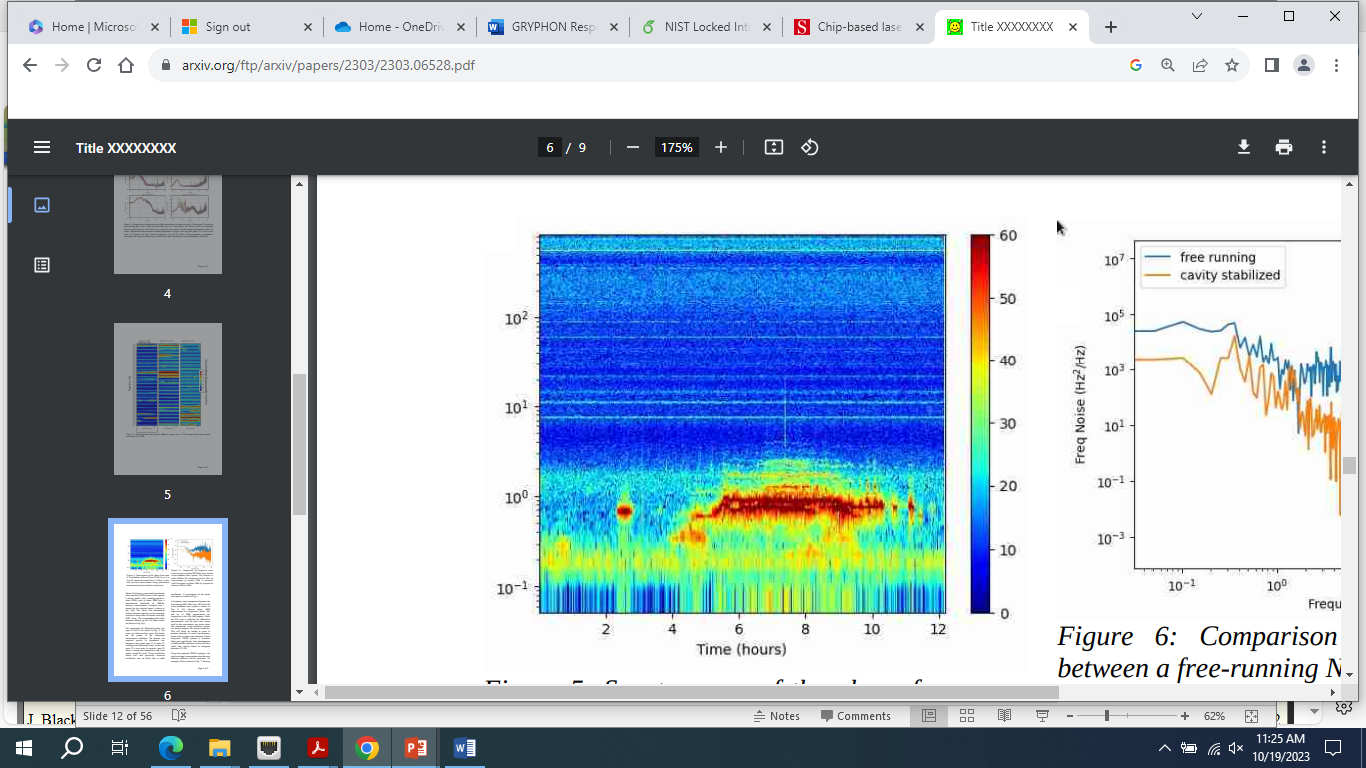 Home | Microso
Sign out
Home - OneDriv
GRYPHON Resp
NIST Locked Int
Chip-based lase
Title XXXXXXXX
arxiv.org/ftp/arxiv/papers/2303/2303.06528.pdf
Title XXXXXXXX
6 / 9
175%
4
5
6
10²
10¹
10⁰
10⁻¹
2 4 6 8 10 12
Time (hours)
60
50
40
30
20
10
0
free running
cavity stabilized
10⁷
10⁵
10³
10¹
10⁻¹
10⁻³
Freq Noise (Hz²/Hz)
10⁻¹ 10⁰
Frequ
Figure 6: Comparison
between a free-running N
J. Black
Slide 12 of 56
Notes
Comments
62%
11:25 AM
10/19/2023